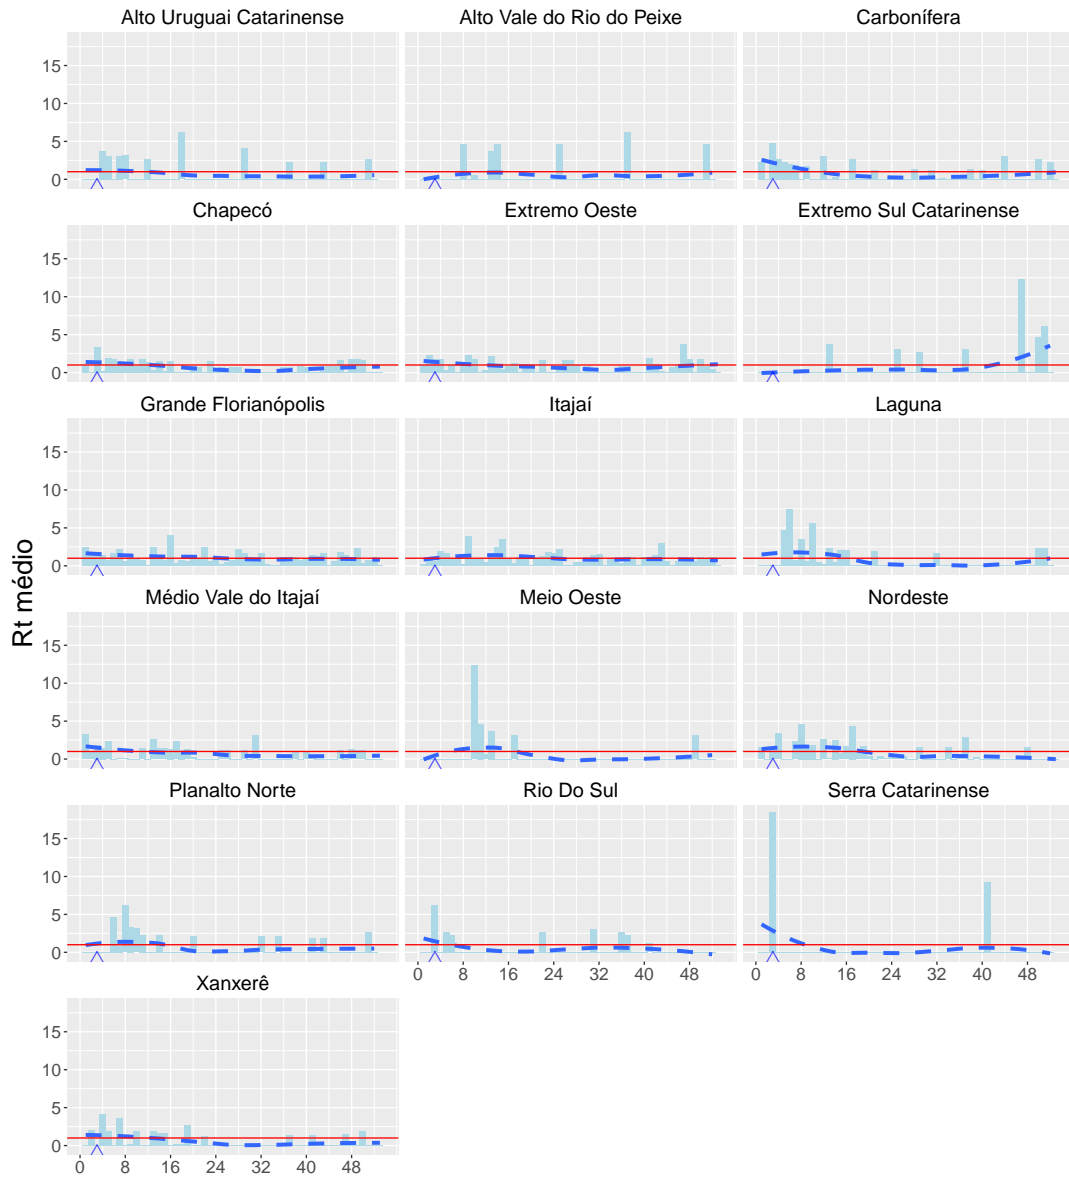 Alto Uruguai Catarinense Alto Vale do Rio do Peixe Carbonífera
15
10
5
0
Chapecó Extremo Oeste Extremo Sul Catarinense
15
10
5
0
Grande Florianópolis Itajaí Laguna
15
10
5
0
Rt médio
Médio Vale do Itajaí Meio Oeste Nordeste
15
10
5
0
Planalto Norte Rio Do Sul Serra Catarinense
15
10
5
0
0 8 16 24 32 40 48 0 8 16 24 32 40 48
Xanxerê
15
10
5
0
0 8 16 24 32 40 48